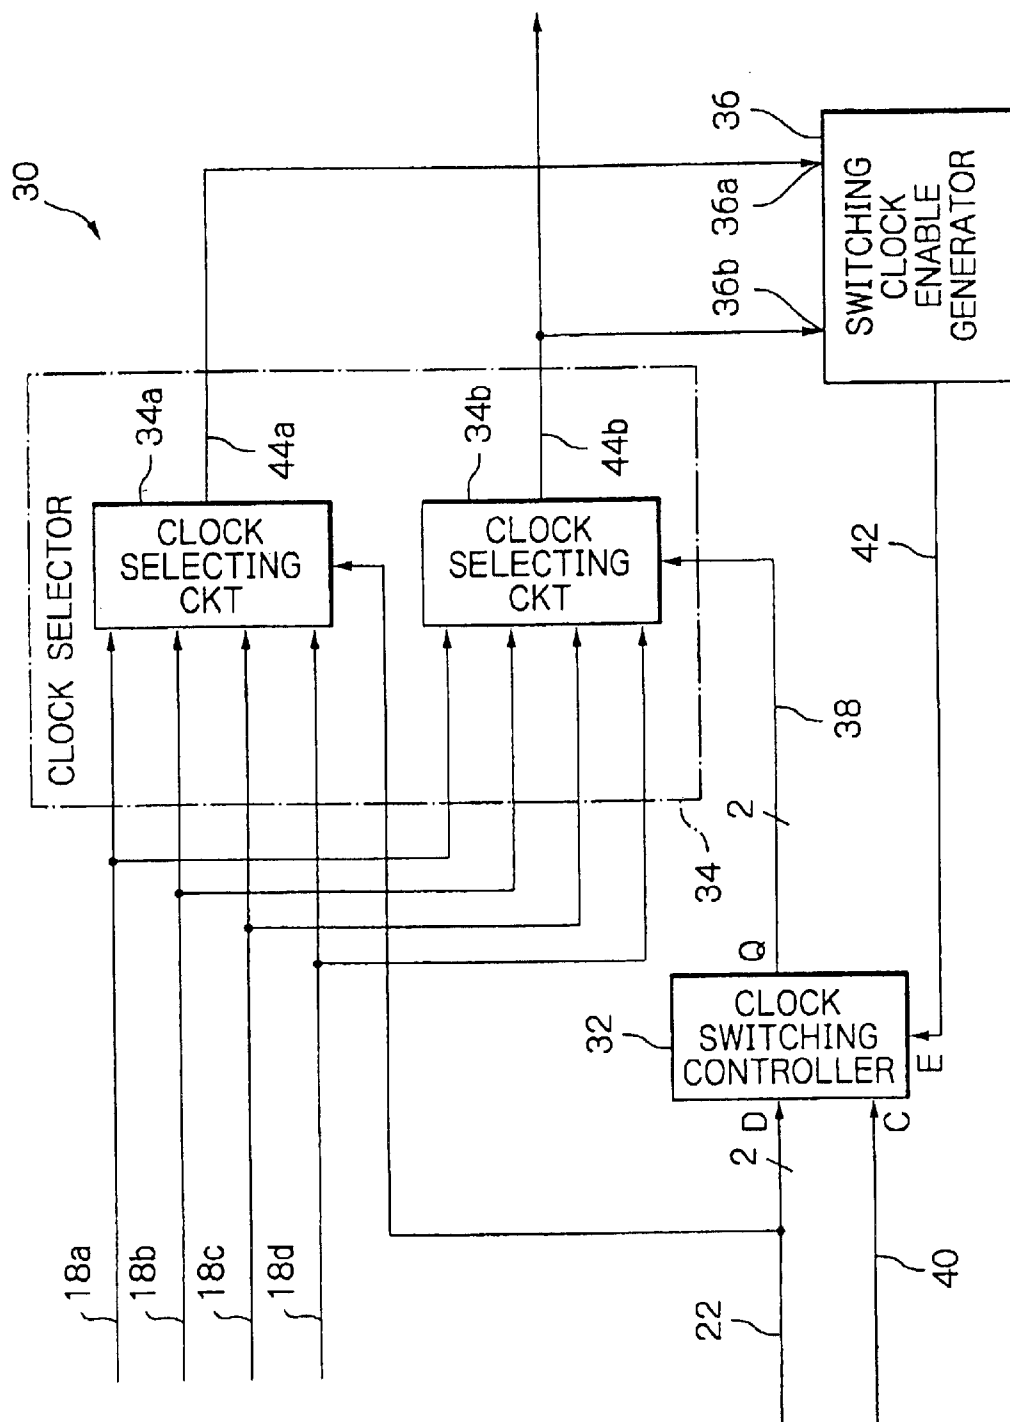 30
CLOCK SELECTOR
18a
18b
18c
18d
CLOCK
SELECTING
CKT
34a
44a
CLOCK
SELECTING
CKT
34b
44b
34
22
2
D
40
C
32
CLOCK
SWITCHING
CONTROLLER
Q
E
2
38
42
36b
36a
36
SWITCHING
CLOCK
ENABLE
GENERATOR